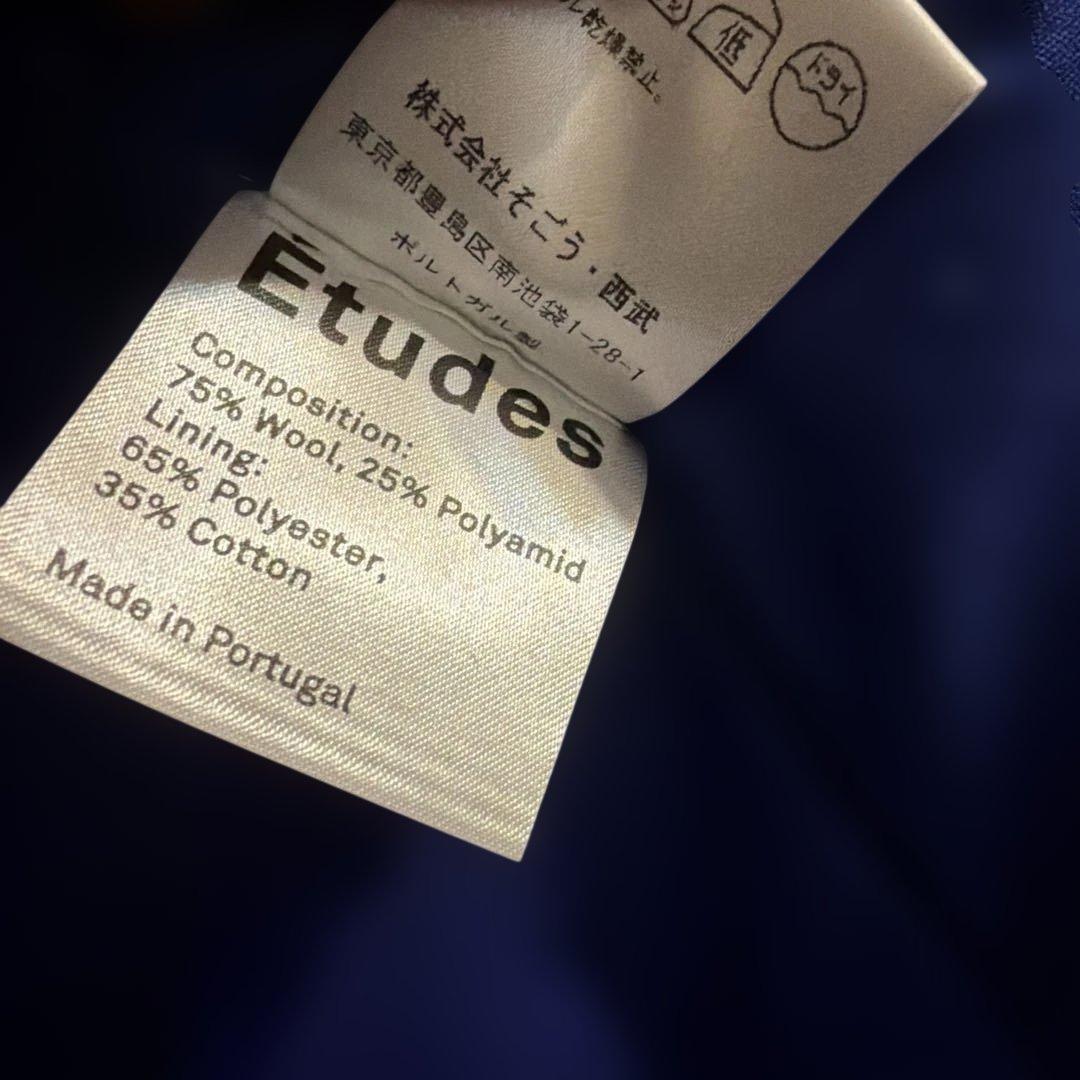 低
ドライ
乾燥禁止。
株式会社そごう・西武
東京都豊島区南池袋1-28-1
ポルトガル製
Études
Composition:
75% Wool, 25% Polyamid
Lining:
65% Polyester,
35% Cotton
Made in Portugal